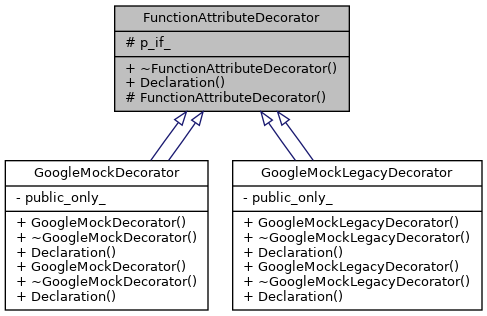 FunctionAttributeDecorator
# p_if_
+ ~FunctionAttributeDecorator()
+ Declaration()
# FunctionAttributeDecorator()
GoogleMockDecorator
- public_only_
+ GoogleMockDecorator()
+ ~GoogleMockDecorator()
+ Declaration()
+ GoogleMockDecorator()
+ ~GoogleMockDecorator()
+ Declaration()
GoogleMockLegacyDecorator
- public_only_
+ GoogleMockLegacyDecorator()
+ ~GoogleMockLegacyDecorator()
+ Declaration()
+ GoogleMockLegacyDecorator()
+ ~GoogleMockLegacyDecorator()
+ Declaration()